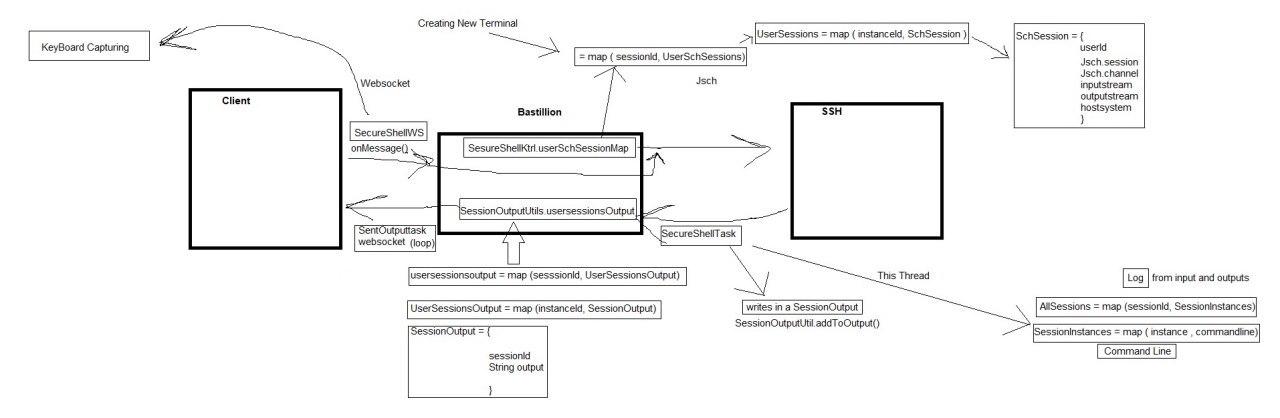 Creating New Terminal
KeyBoard Capturing
= map ( sessionId, UserSchSessions)
UserSessions = map ( instanceId, SchSession )
SchSession = {
userId
Jsch.session
Jsch.channel
inputstream
outputstream
hostsystem
}
Websocket
Jsch
Client
Bastillion
SSH
SecureShellWS
onMessage()
SesureShellKtrl.userSchSessionMap
SessionOutputUtils.usersessionsOutput
SentOutputtask
websocket (loop)
SecureShellTask
usersessionsoutput = map (sesssionId, UserSessionsOutput)
UserSessionsOutput = map (instanceId, SessionOutput)
SessionOutput = {
sessionId
String output
}
writes in a SessionOutput
SessionOutputUtil.addToOutput()
This Thread
Log from input and outputs
AllSessions = map (sessionId, SessionInstances)
SessionInstances = map ( instance , commandline)
Command Line